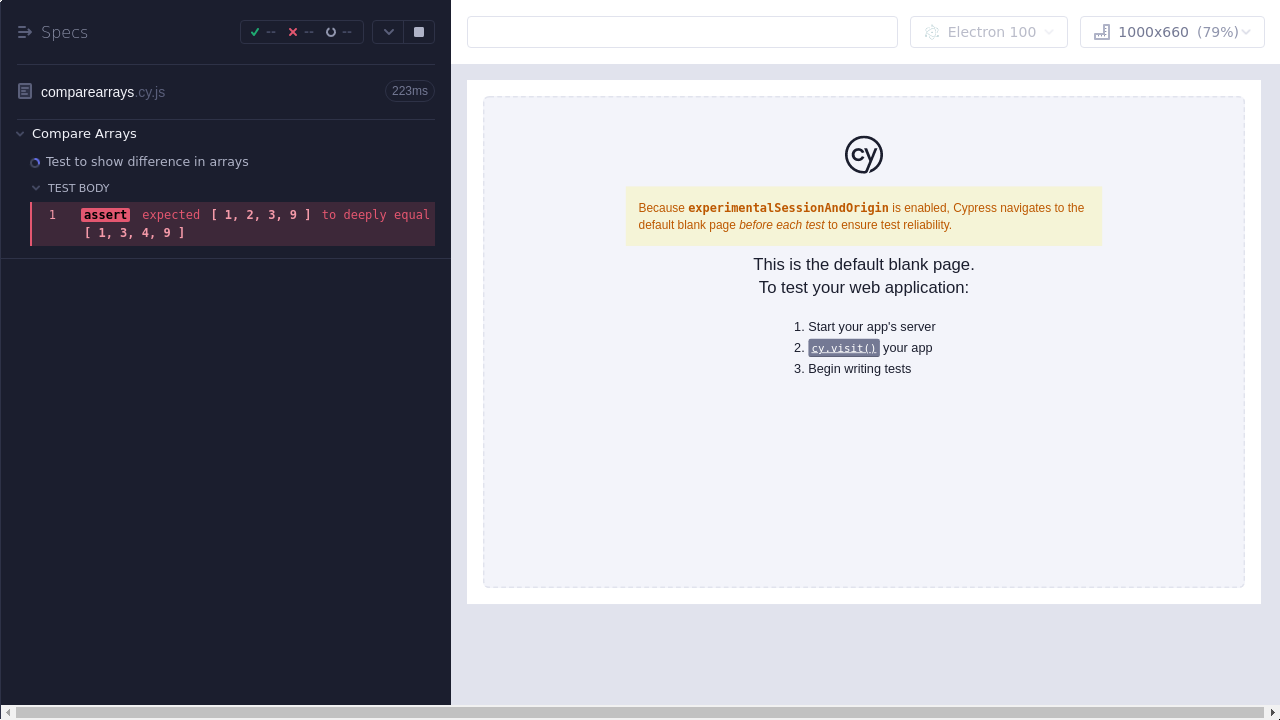 Specs
-- -- --
Electron 100
1000x660 (79%)
comparearrays.cy.js
223ms
Compare Arrays
Test to show difference in arrays
TEST BODY
1 assert expected [ 1, 2, 3, 9 ] to deeply equal
[ 1, 3, 4, 9 ]
cy
Because experimentalSessionAndOrigin is enabled, Cypress navigates to the
default blank page before each test to ensure test reliability.
This is the default blank page.
To test your web application:
1. Start your app's server
2. cy.visit() your app
3. Begin writing tests